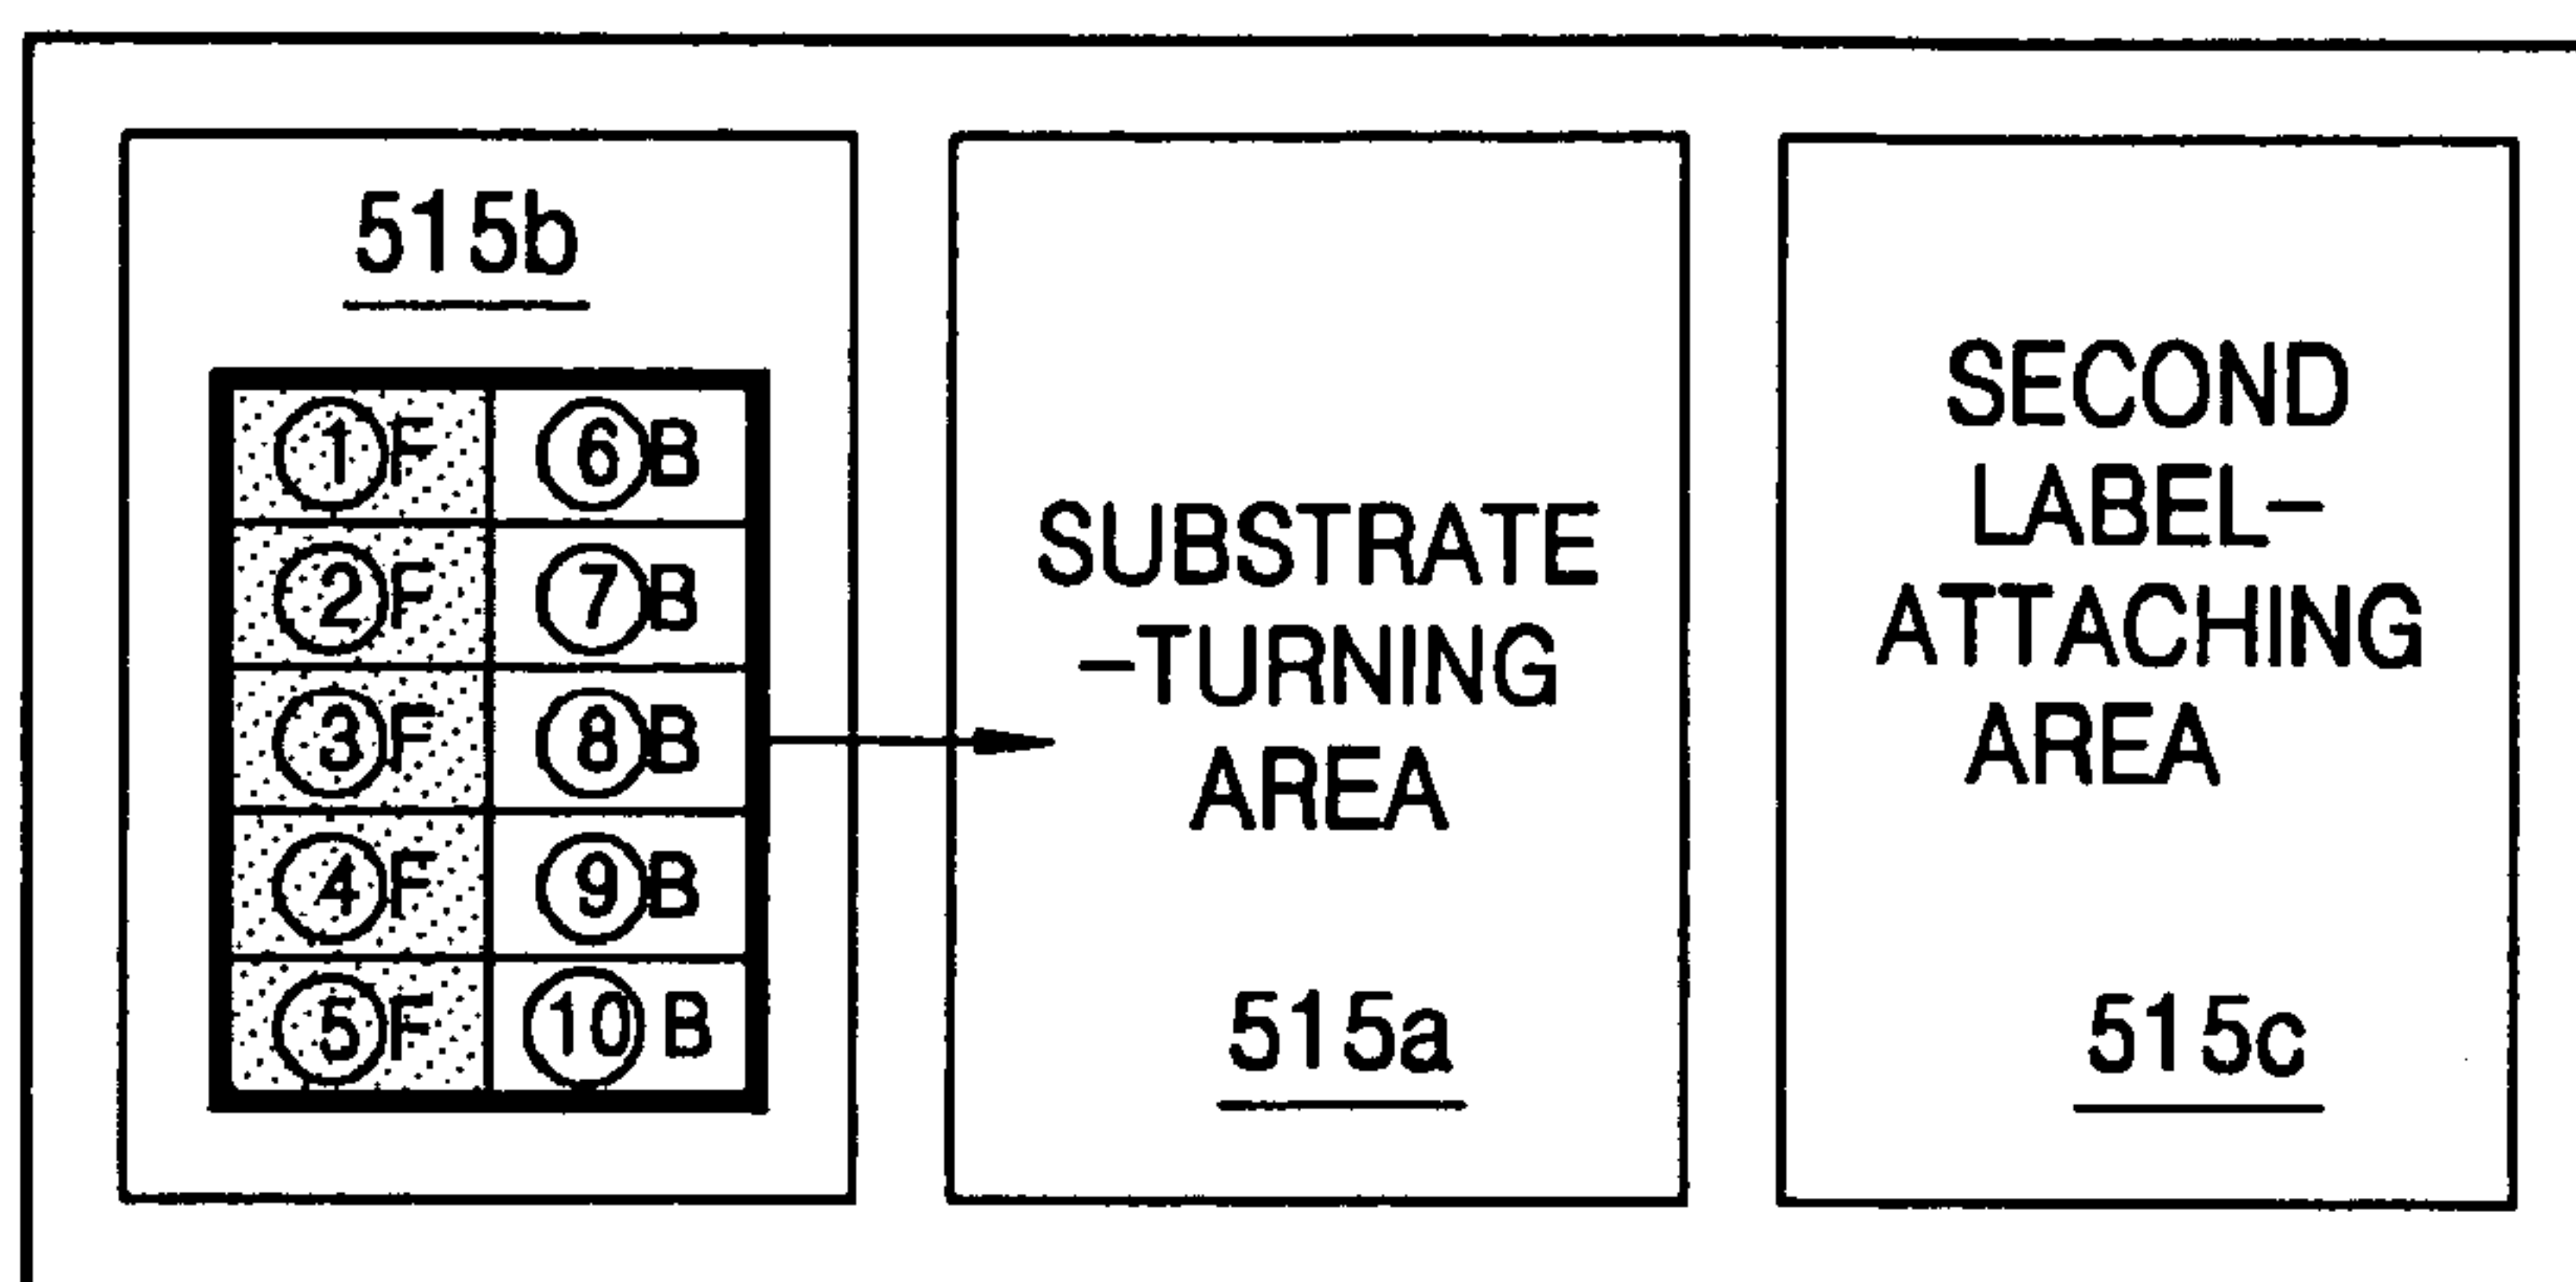 515b
①F ⑥B
②F ⑦B
③F ⑧B
④F ⑨B
⑤F ⑩B
SUBSTRATE
-TURNING
AREA
515a
SECOND
LABEL-
ATTACHING
AREA
515c